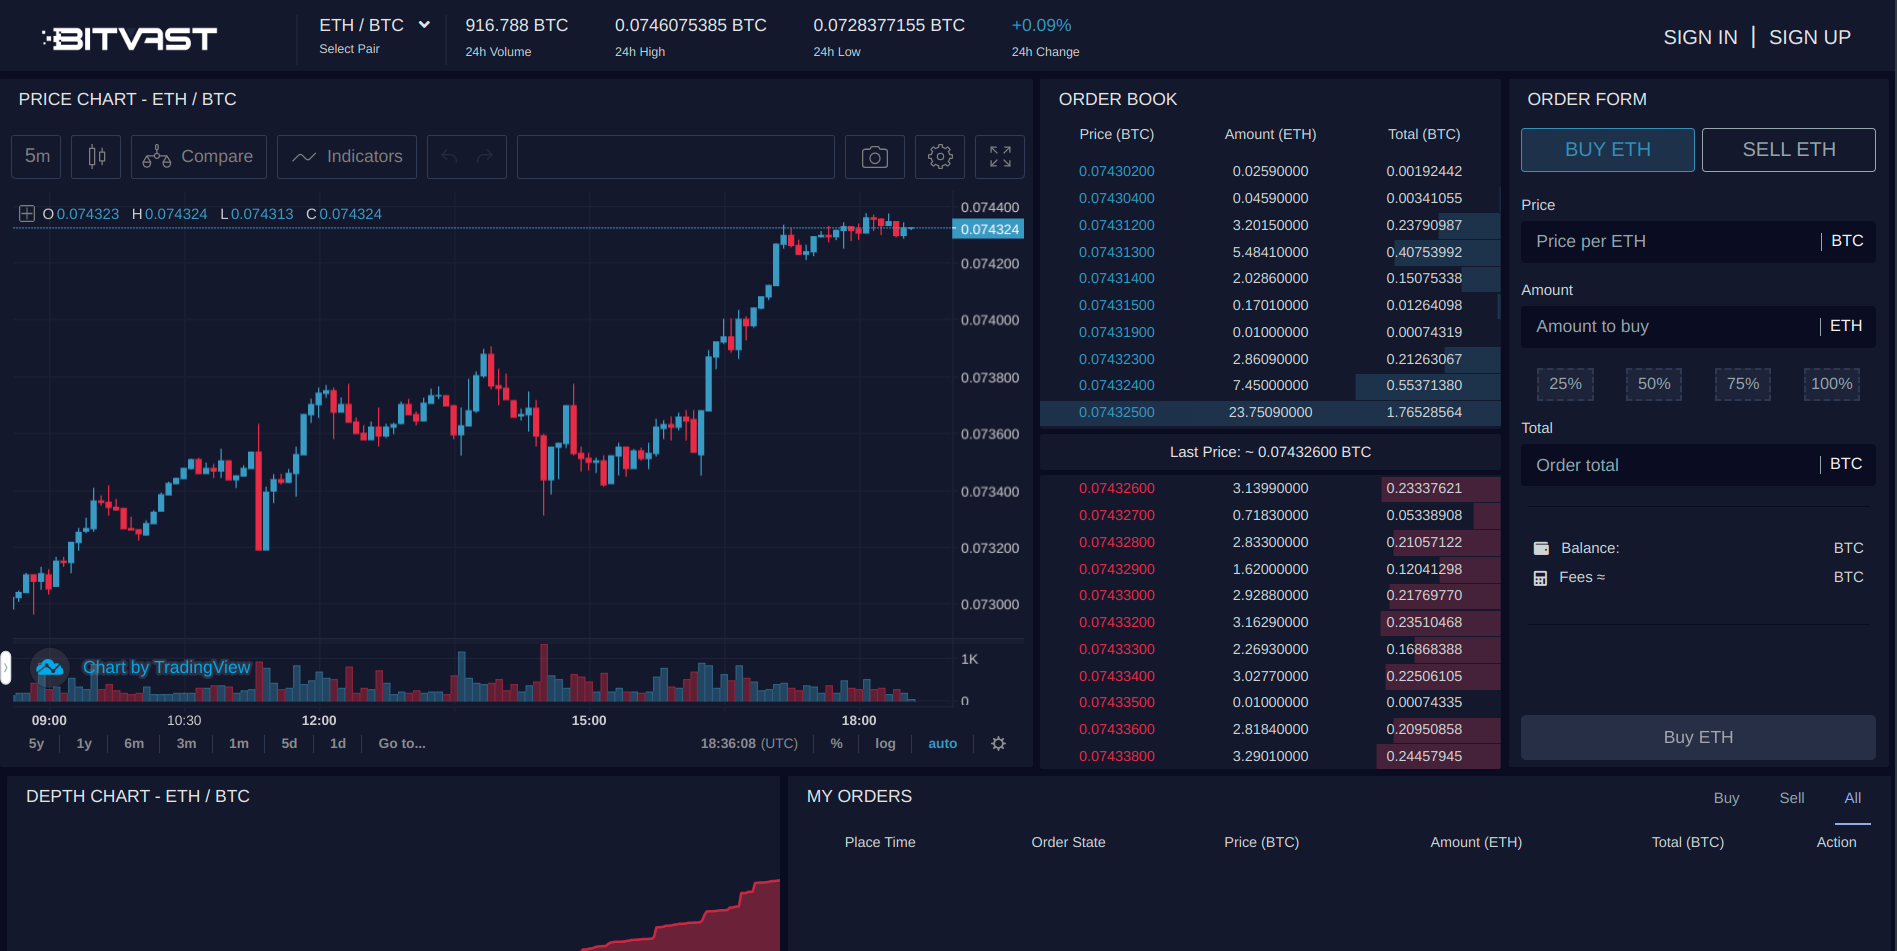 BITVAST
ETH / BTC
Select Pair
916.788 BTC
24h Volume
0.0746075385 BTC
24h High
0.0728377155 BTC
24h Low
+0.09%
24h Change
SIGN IN | SIGN UP
PRICE CHART - ETH / BTC
5m
Compare
Indicators
O 0.074323 H 0.074324 L 0.074313 C 0.074324
0.074400
0.074324
0.074200
0.074000
0.073800
0.073600
0.073400
0.073200
0.073000
1K
0
Chart by TradingView
09:00 10:30 12:00 15:00 18:00
5y 1y 6m 3m 1m 5d 1d Go to... 18:36:08 (UTC) % log auto
ORDER BOOK
Price (BTC) Amount (ETH) Total (BTC)
0.07430200 0.02590000 0.00192442
0.07430400 0.04590000 0.00341055
0.07431200 3.20150000 0.23790987
0.07431300 5.48410000 0.40753992
0.07431400 2.02860000 0.15075338
0.07431500 0.17010000 0.01264098
0.07431900 0.01000000 0.00074319
0.07432300 2.86090000 0.21263067
0.07432400 7.45000000 0.55371380
0.07432500 23.75090000 1.76528564
Last Price: ~ 0.07432600 BTC
0.07432600 3.13990000 0.23337621
0.07432700 0.71830000 0.05338908
0.07432800 2.83300000 0.21057122
0.07432900 1.62000000 0.12041298
0.07433000 2.92880000 0.21769770
0.07433200 3.16290000 0.23510468
0.07433300 2.26930000 0.16868388
0.07433400 3.02770000 0.22506105
0.07433500 0.01000000 0.00074335
0.07433600 2.81840000 0.20950858
0.07433800 3.29010000 0.24457945
ORDER FORM
BUY ETH SELL ETH
Price
Price per ETH | BTC
Amount
Amount to buy | ETH
25% 50% 75% 100%
Total
Order total | BTC
Balance: BTC
Fees ≈ BTC
Buy ETH
DEPTH CHART - ETH / BTC
MY ORDERS
Buy Sell All
Place Time Order State Price (BTC) Amount (ETH) Total (BTC) Action